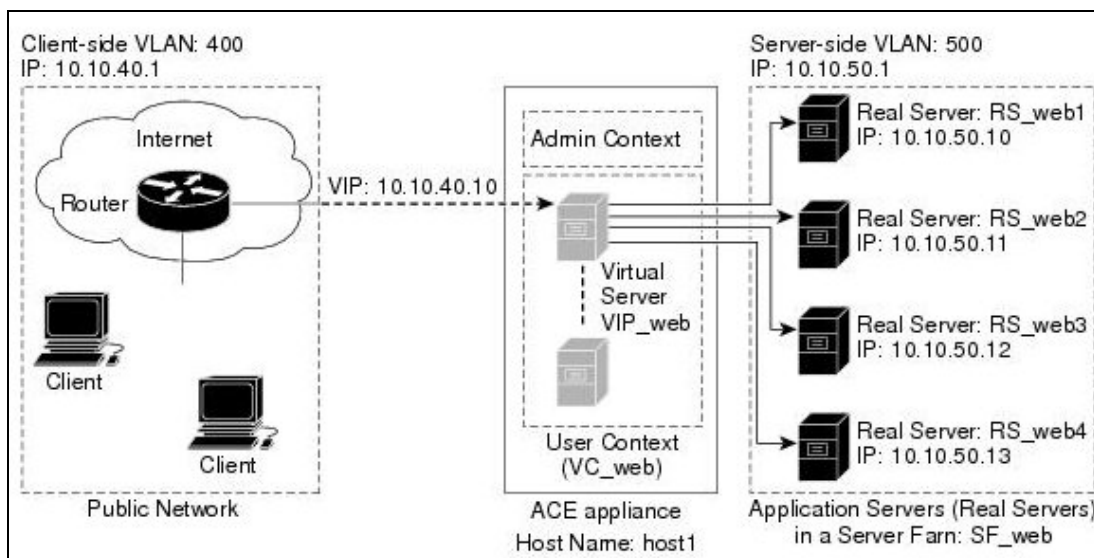 Client-side VLAN: 400
IP: 10.10.40.1
Internet
Router
VIP: 10.10.40.10
Client
Client
Public Network
Admin Context
Virtual
Server
VIP_web
User Context
(VC_web)
ACE appliance
Host Name: host1
Server-side VLAN: 500
IP: 10.10.50.1
Real Server: RS_web1
IP: 10.10.50.10
Real Server: RS_web2
IP: 10.10.50.11
Real Server: RS_web3
IP: 10.10.50.12
Real Server: RS_web4
IP: 10.10.50.13
Application Servers (Real Servers)
in a Server Farn: SF_web